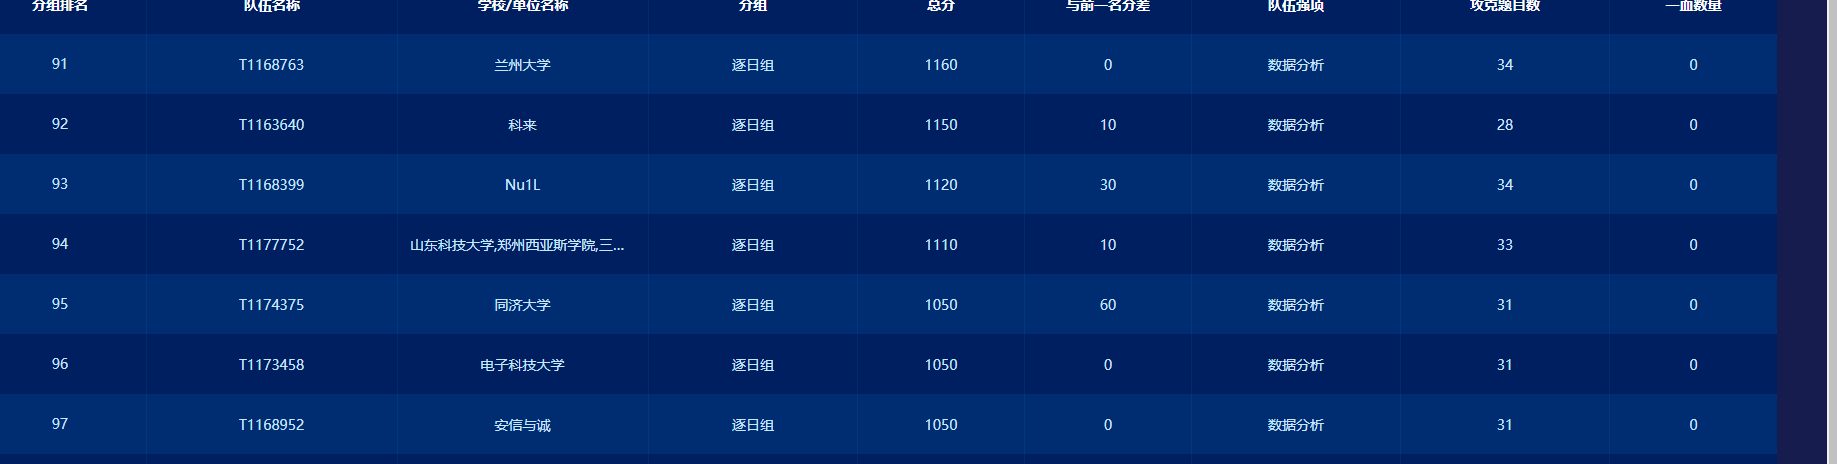 分组排名 队伍名称 学校/单位名称 分组 总分 与前一名分差 队伍强项 攻克题目数 一血数量
91 T1168763 兰州大学 逐日组 1160 0 数据分析 34 0
92 T1163640 科来 逐日组 1150 10 数据分析 28 0
93 T1168399 Nu1L 逐日组 1120 30 数据分析 34 0
94 T1177752 山东科技大学,郑州西亚斯学院,三... 逐日组 1110 10 数据分析 33 0
95 T1174375 同济大学 逐日组 1050 60 数据分析 31 0
96 T1173458 电子科技大学 逐日组 1050 0 数据分析 31 0
97 T1168952 安信与诚 逐日组 1050 0 数据分析 31 0